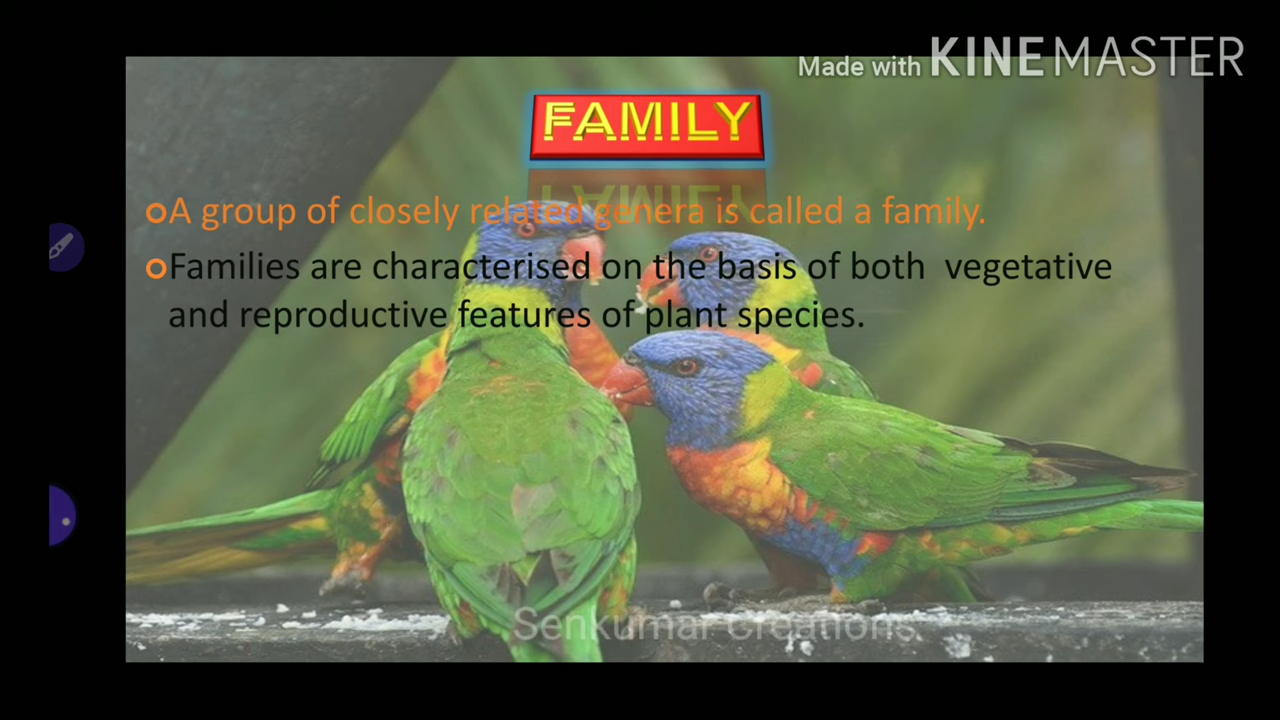 Made with KINEMASTER
FAMILY
A group of closely related genera is called a family.
Families are characterised on the basis of both vegetative
and reproductive features of plant species.
Senkumar Creations